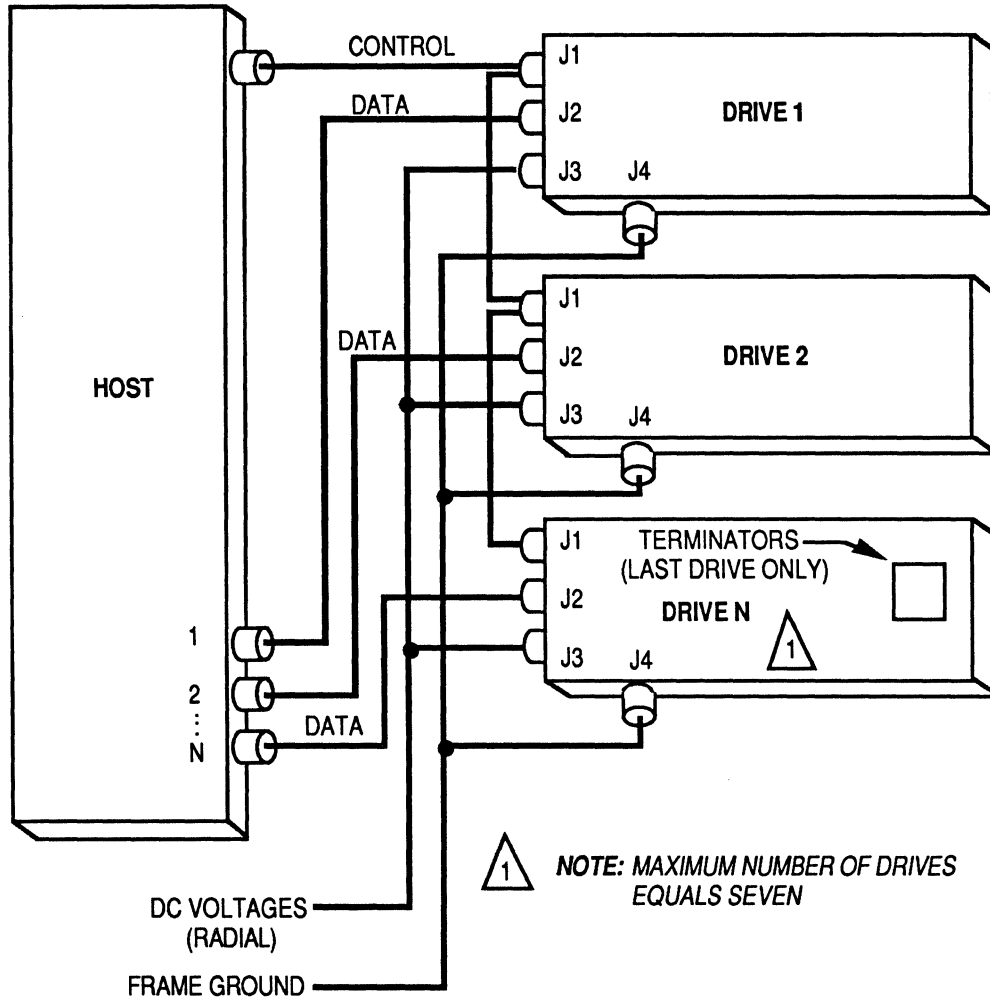 CONTROL
DATA
J1
J2
J3
J4
DRIVE 1
HOST
DATA
J1
J2
J3
J4
DRIVE 2
J1
J2
J3
J4
TERMINATORS
(LAST DRIVE ONLY)
DRIVE N
1
1
2
N
DATA
1
NOTE: MAXIMUM NUMBER OF DRIVES
EQUALS SEVEN
DC VOLTAGES
(RADIAL)
FRAME GROUND